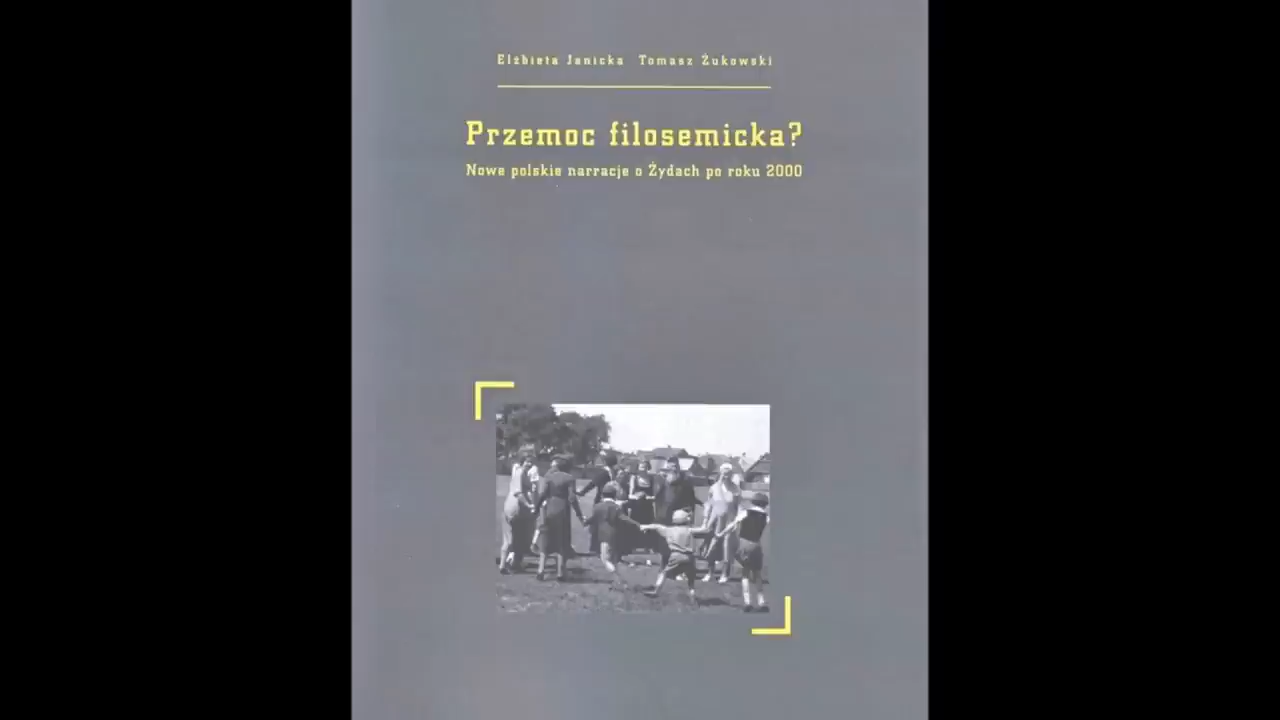 Elżbieta Janicka Tomasz Żukowski
Przemoc filosemicka?
Nowe polskie narracje o Żydach po roku 2000